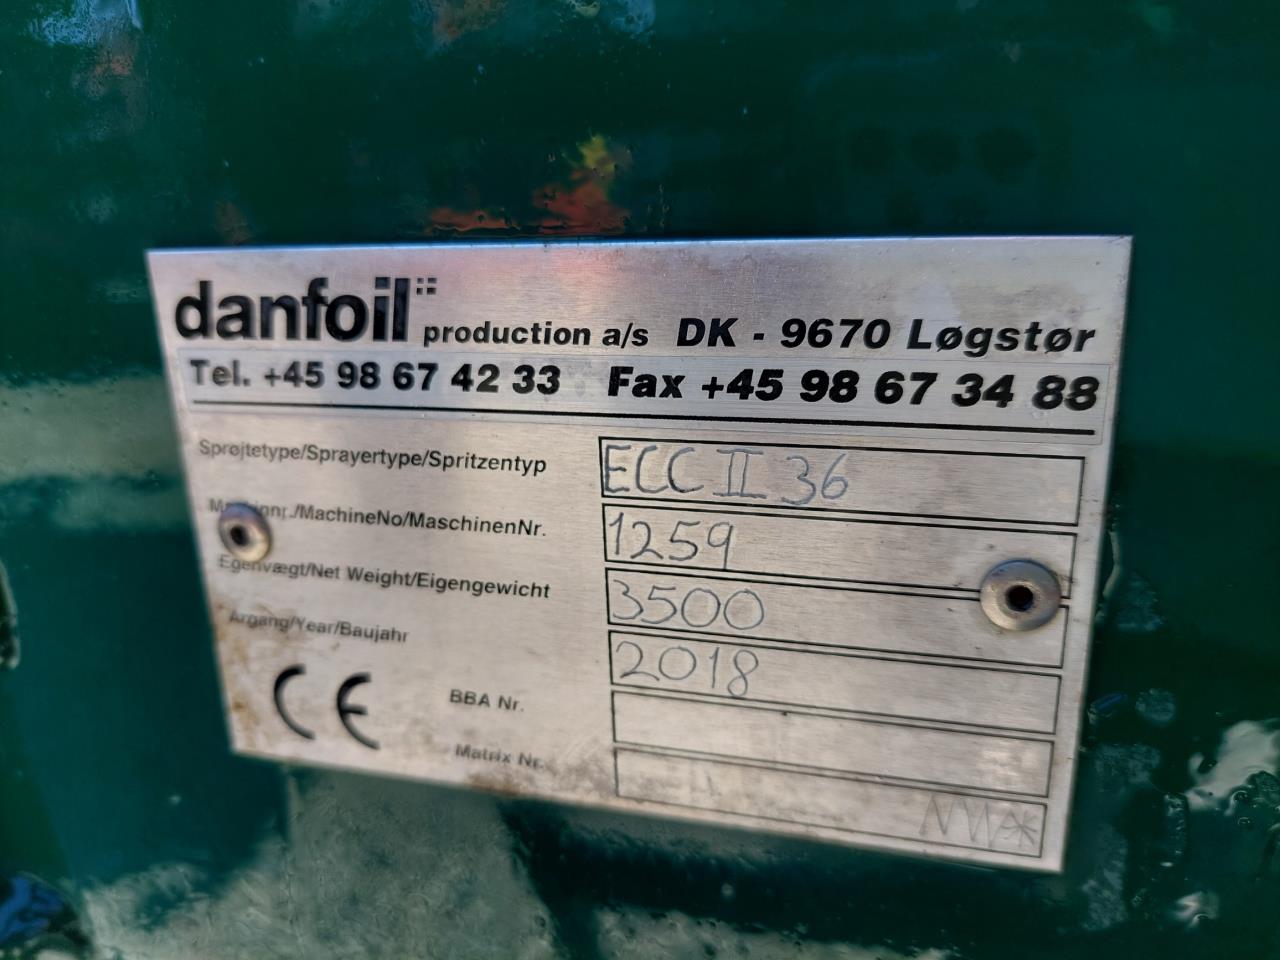 danfoil production a/s DK - 9670 Løgstør
Tel. +45 98 67 42 33 Fax +45 98 67 34 88
Sprøjtetype/Sprayertype/Spritzentyp ECC II 36
/MachineNo/MaschinenNr. 1259
Egenvægt/Net Weight/Eigengewicht 3500
Årgang/Year/Baujahr 2018
CE BBA Nr.
Matrix Nr.